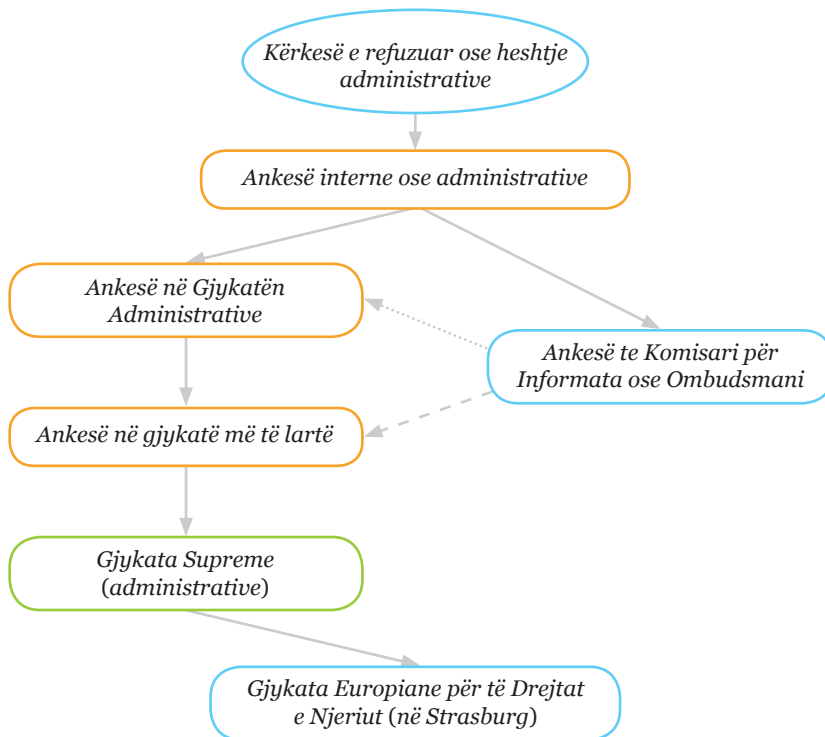 Kërkesë e refuzuar ose heshtje
administrative
Ankesë interne ose administrative
Ankesë në Gjykatën
Administrative
Ankesë te Komisari për
Informata ose Ombudsmani
Ankesë në gjykatë më të lartë
Gjykata Supreme
(administrative)
Gjykata Europiane për të Drejtat
e Njeriut (në Strasburg)